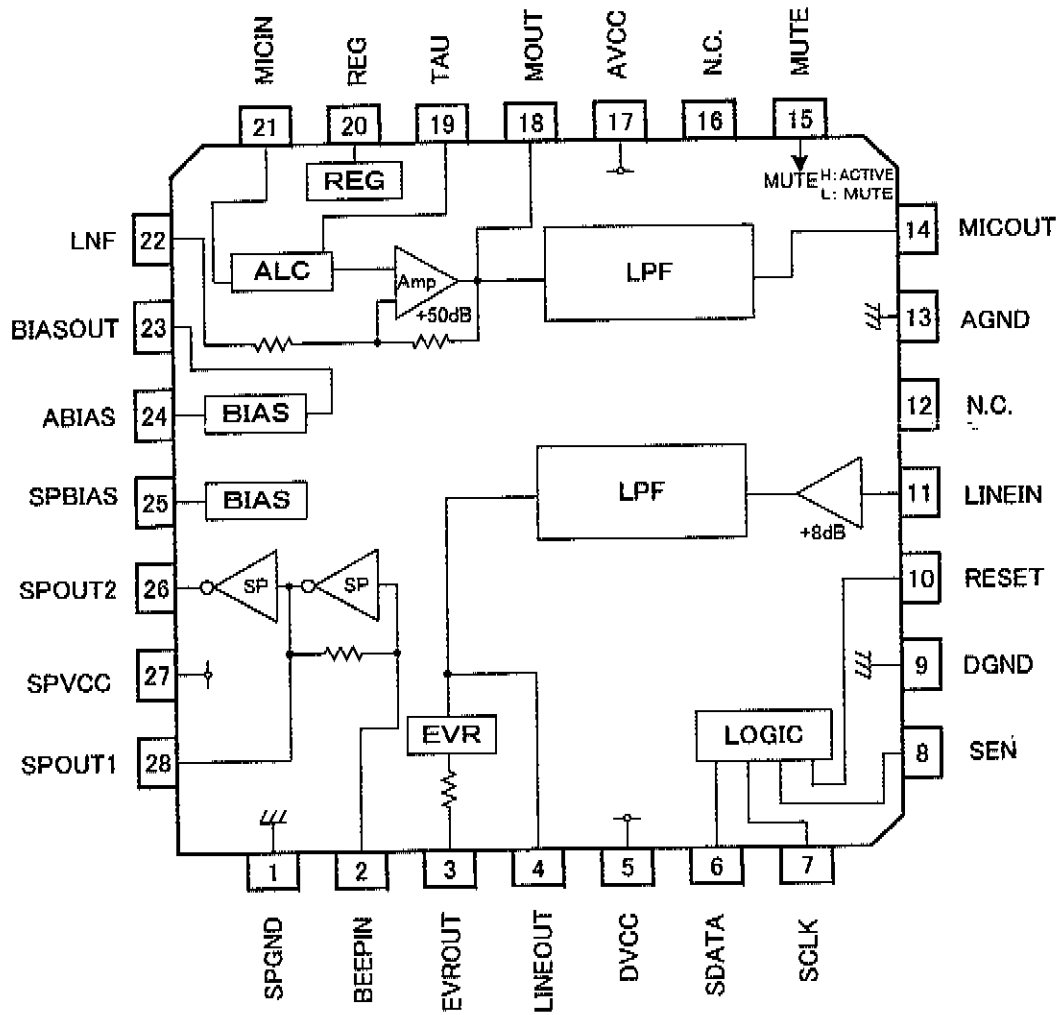 MICIN
REG
TAU
MOUT
AVCC
N.C.
MUTE
21
20
19
18
17
16
15
REG
MUTE H:ACTIVE
L: MUTE
LNF
22
ALC
Amp
+50dB
LPF
14
MICOUT
BIASOUT
23
13
AGND
ABIAS
24
BIAS
12
N.C.
SPBIAS
25
BIAS
LPF
+8dB
11
LINEIN
SPOUT2
26
SP
SP
10
RESET
SPVCC
27
9
DGND
SPOUT1
28
EVR
LOGIC
8
SEN
1
2
3
4
5
6
7
SPGND
BEEPIN
EVROUT
LINEOUT
DVCC
SDATA
SCLK